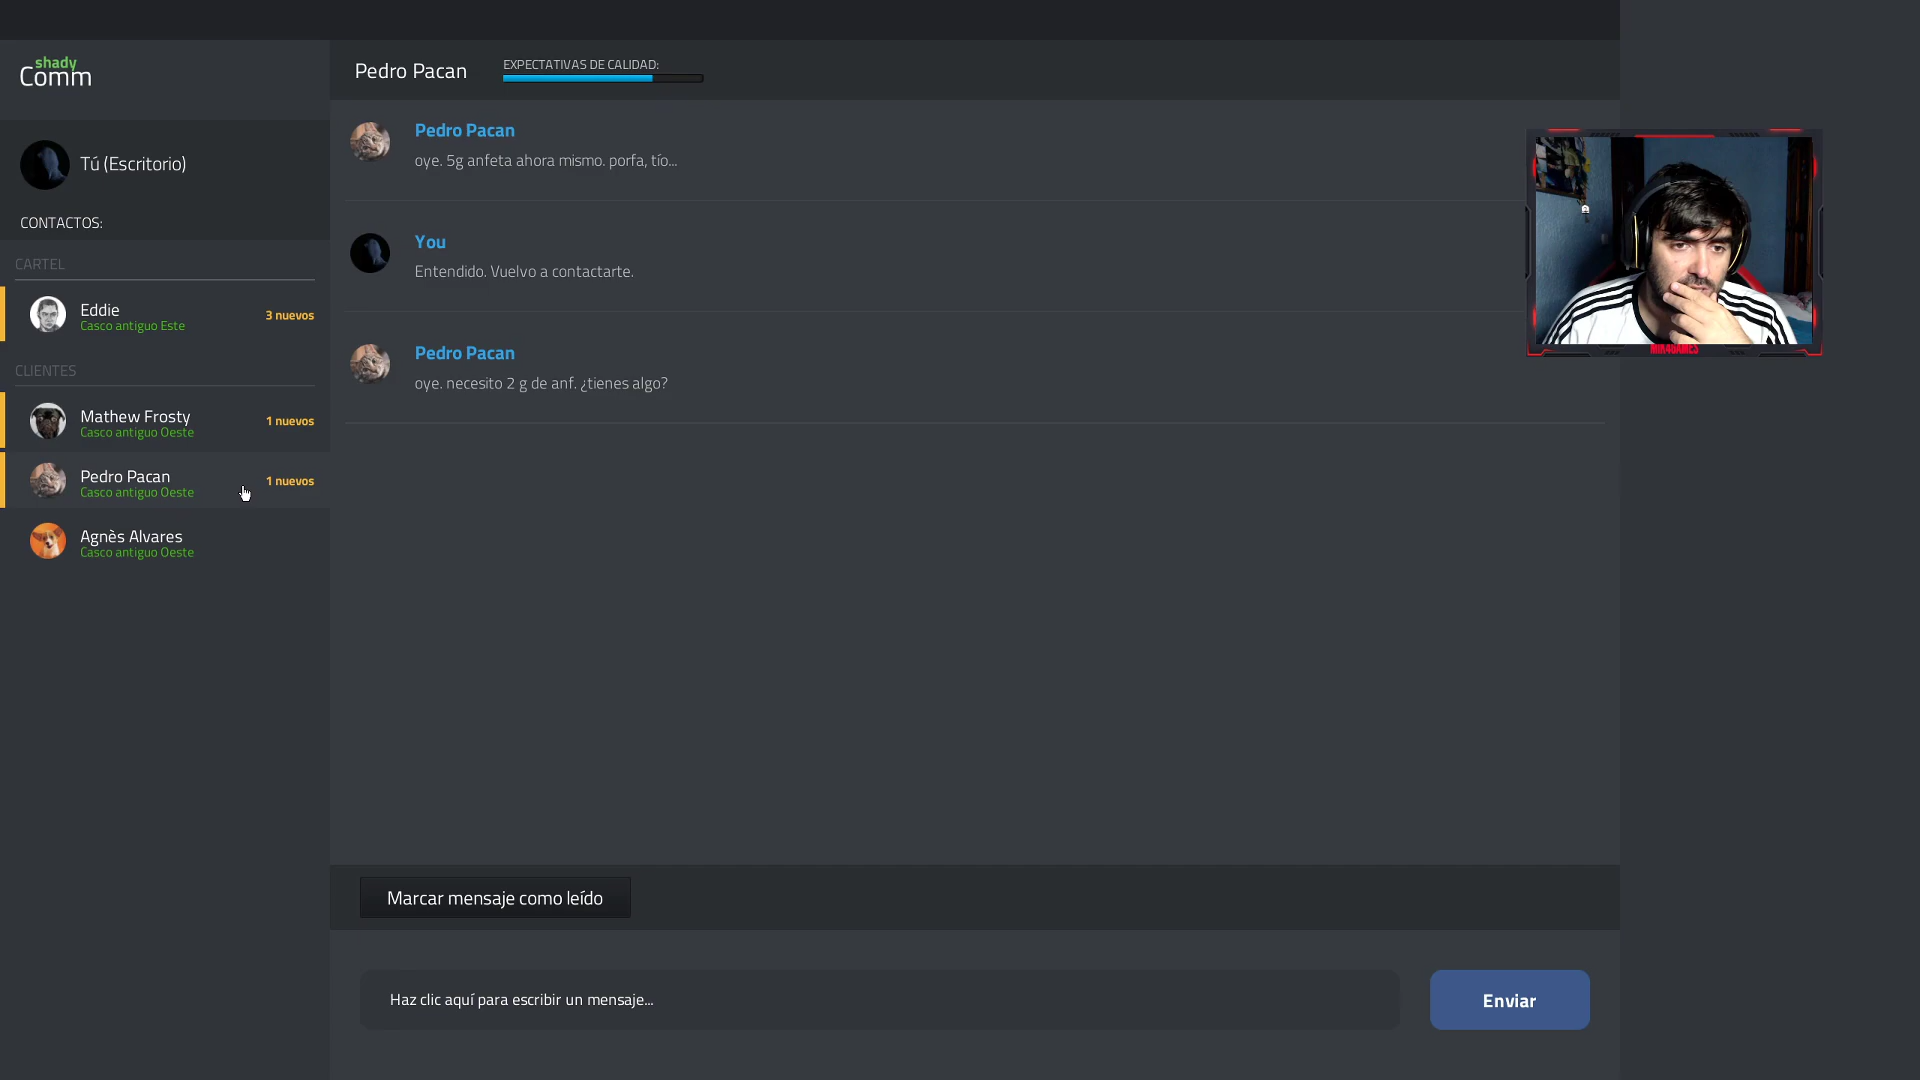 shady
Comm
Tú (Escritorio)
CONTACTOS:
CARTEL
Eddie
Casco antiguo Este
3 nuevos
CLIENTES
Mathew Frosty
Casco antiguo Oeste
1 nuevos
Pedro Pacan
Casco antiguo Oeste
1 nuevos
Agnès Alvares
Casco antiguo Oeste
Pedro Pacan
EXPECTATIVAS DE CALIDAD:
Pedro Pacan
oye. 5g anfeta ahora mismo. porfa, tío...
You
Entendido. Vuelvo a contactarte.
Pedro Pacan
oye. necesito 2 g de anf. ¿tienes algo?
Marcar mensaje como leído
Haz clic aquí para escribir un mensaje...
Enviar
MIK4GAMES